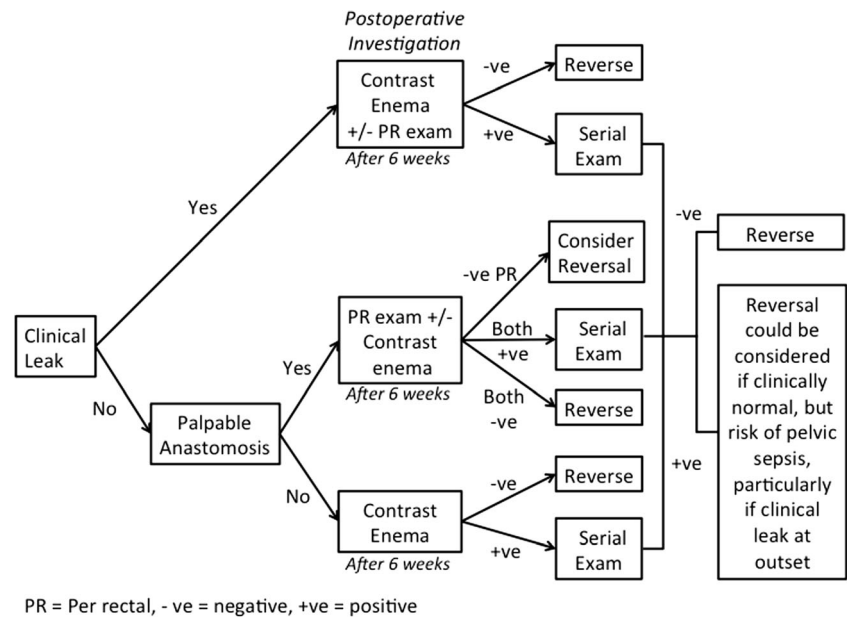 Postoperative
Investigation
Contrast
Enema
+/- PR exam
After 6 weeks
-ve
Reverse
+ve
Serial
Exam
Yes
Clinical
Leak
No
Palpable
Anastomosis
Yes
PR exam +/-
Contrast
enema
After 6 weeks
-ve PR
Consider
Reversal
Both
+ve
Serial
Exam
Both
-ve
Reverse
No
Contrast
Enema
After 6 weeks
-ve
Reverse
+ve
Serial
Exam
-ve
Reverse
+ve
Reversal
could be
considered
if clinically
normal, but
risk of pelvic
sepsis,
particularly
if clinical
leak at
outset
PR = Per rectal, - ve = negative, +ve = positive